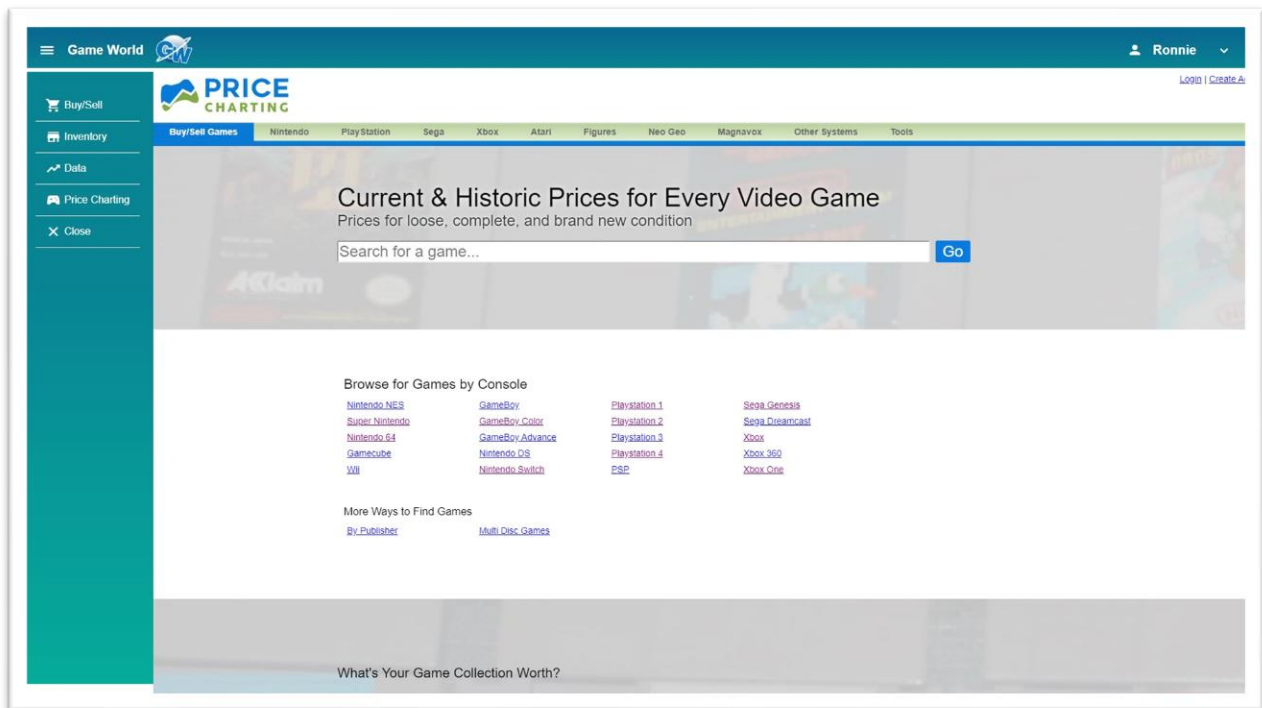 Game World GW Ronnie
Login | Create A
Buy/Sell
Inventory
Data
Price Charting
Close
PRICE
CHARTING
Buy/Sell Games Nintendo PlayStation Sega Xbox Atari Figures Neo Geo Magnavox Other Systems Tools
Current & Historic Prices for Every Video Game
Prices for loose, complete, and brand new condition
Search for a game... Go
AKlaim
Browse for Games by Console
Nintendo NES GameBoy Playstation 1 Sega Genesis
Super Nintendo GameBoy Color Playstation 2 Sega Dreamcast
Nintendo 64 GameBoy Advance Playstation 3 Xbox
Gamecube Nintendo DS Playstation 4 Xbox 360
Wii Nintendo Switch PSP Xbox One
More Ways to Find Games
By Publisher Multi Disc Games
What's Your Game Collection Worth?